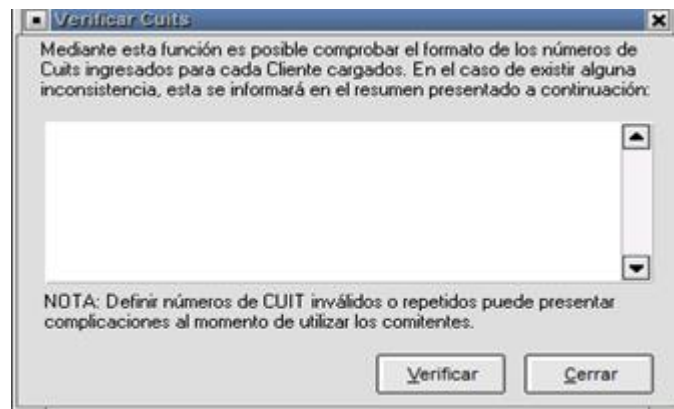 Verificar Cuits
Mediante esta función es posible comprobar el formato de los números de
Cuits ingresados para cada Cliente cargados. En el caso de existir alguna
inconsistencia, esta se informará en el resumen presentado a continuación:
NOTA: Definir números de CUIT inválidos o repetidos puede presentar
complicaciones al momento de utilizar los comitentes.
Verificar Cerrar